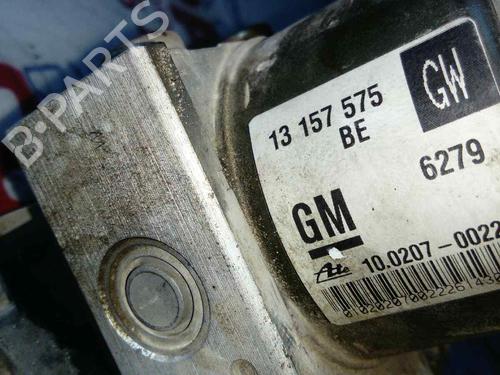 B-PARTS
GW
13 157 575
BE
6279
GM
Ate 10.0207-0022